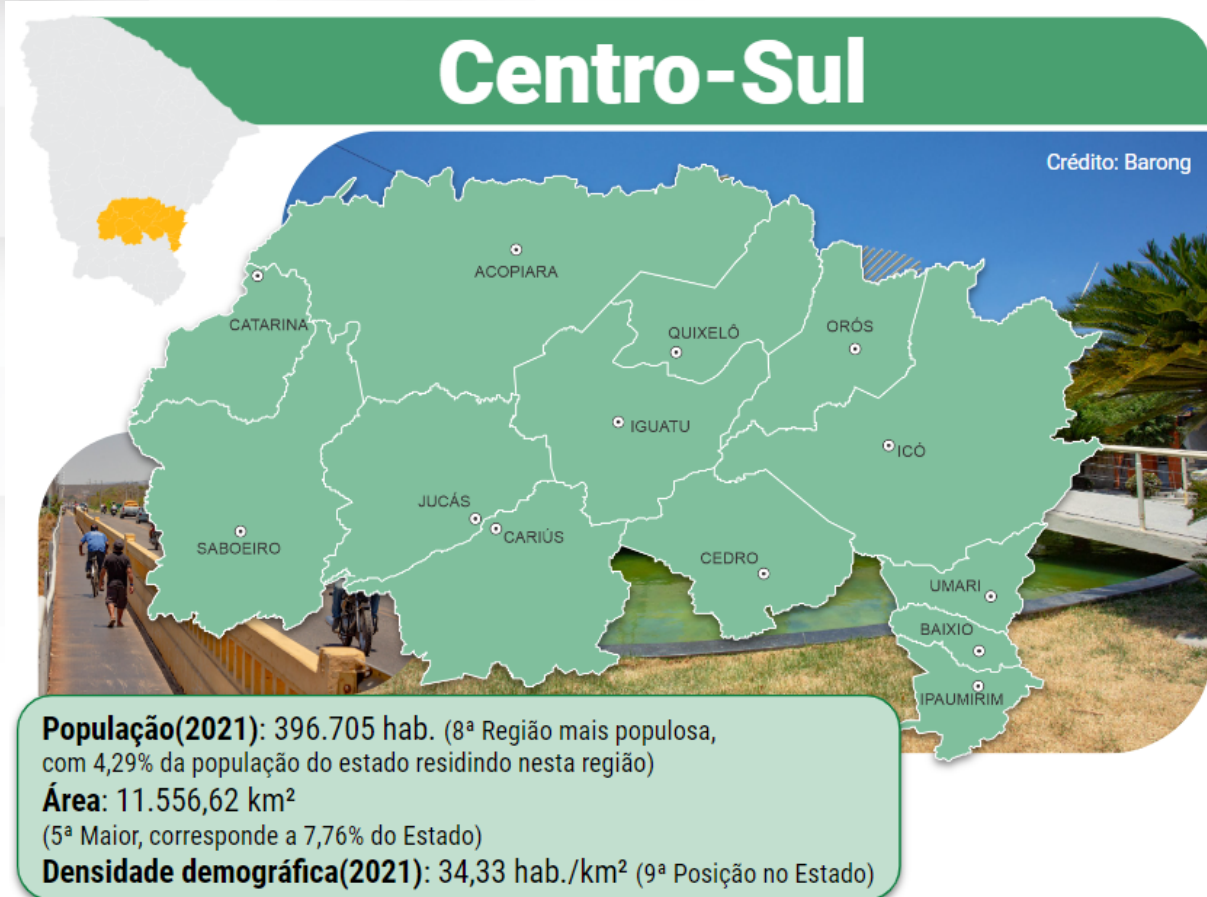 Centro-Sul
Crédito: Barong
ACOPIARA
CATARINA
QUIXELÔ
ORÓS
IGUATU
ICÓ
JUCÁS
CARIÚS
SABOEIRO
CEDRO
UMARI
BAIXIO
IPAUMIRIM
População(2021): 396.705 hab. (8ª Região mais populosa,
com 4,29% da população do estado residindo nesta região)
Área: 11.556,62 km²
(5ª Maior, corresponde a 7,76% do Estado)
Densidade demográfica(2021): 34,33 hab./km² (9ª Posição no Estado)